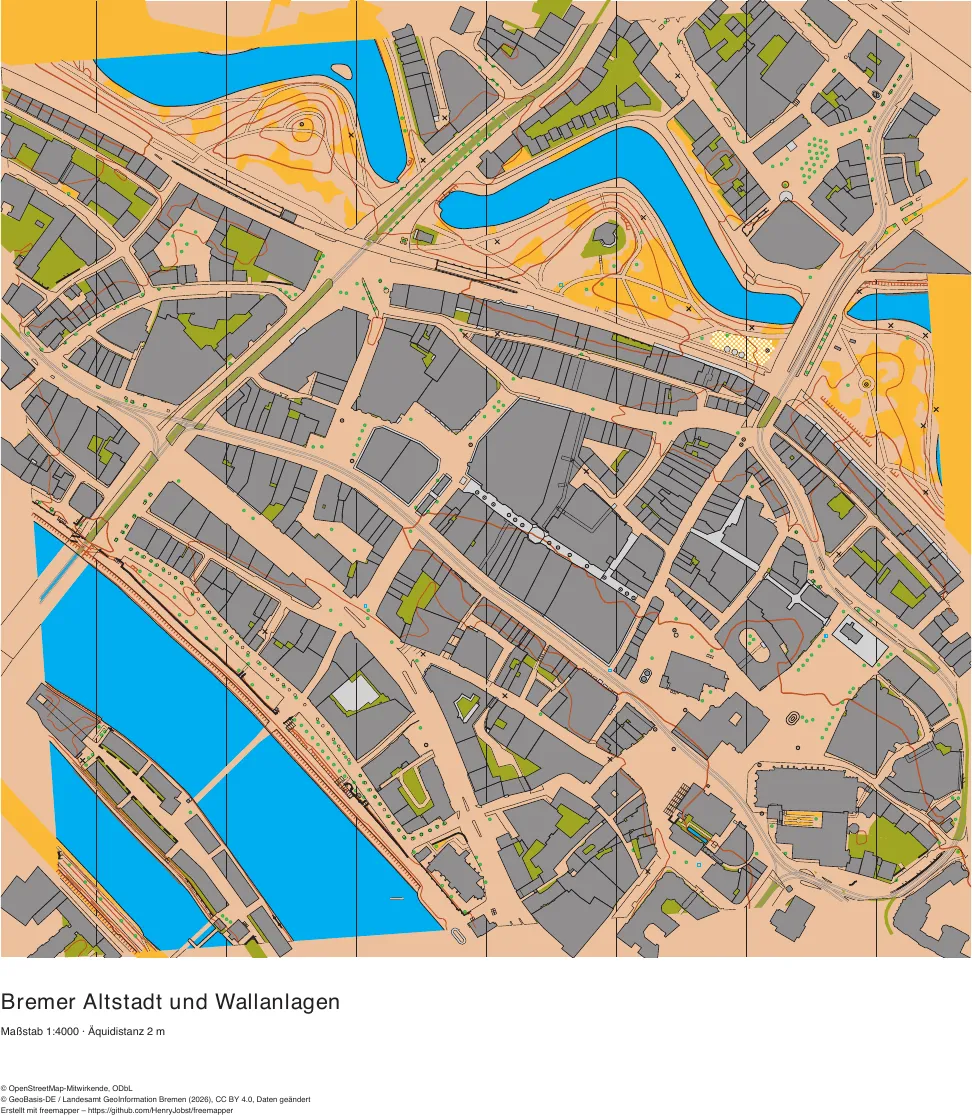 Bremer Altstadt und Wallanlagen
Maßstab 1:4000 · Äquidistanz 2 m
© OpenStreetMap-Mitwirkende, ODbL
© GeoBasis-DE / Landesamt GeoInformation Bremen (2026), CC BY 4.0, Daten geändert
Erstellt mit freemapper – https://github.com/HenryJobst/freemapper